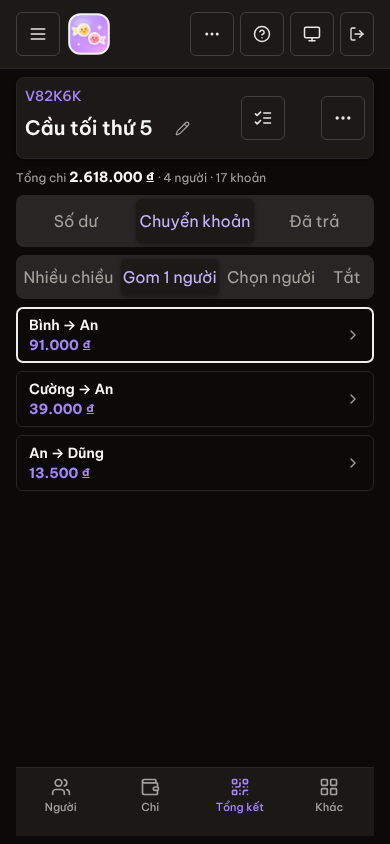 V82K6K
Cầu tối thứ 5
Tổng chi 2.618.000 ₫ · 4 người · 17 khoản
Số dư Chuyển khoản Đã trả
Nhiều chiều Gom 1 người Chọn người Tắt
Bình → An
91.000 ₫
Cường → An
39.000 ₫
An → Dũng
13.500 ₫
Người Chi Tổng kết Khác